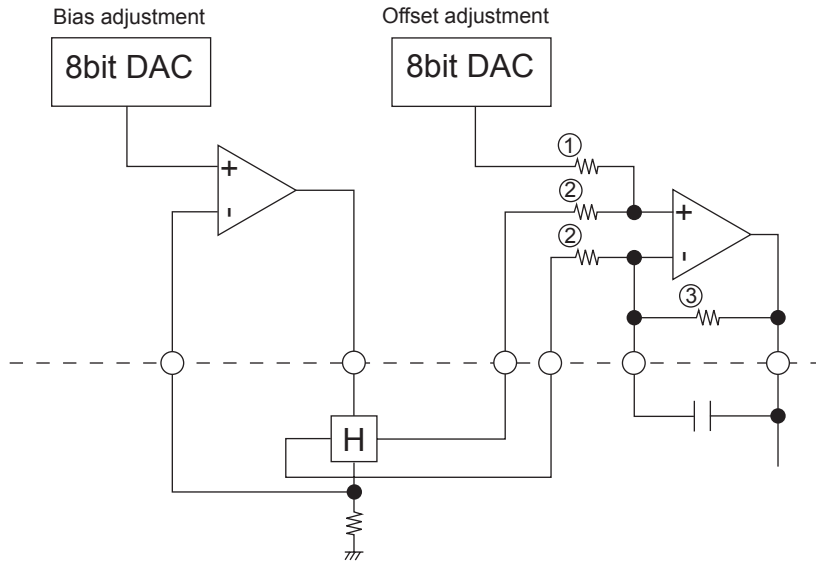 Bias adjustment
Offset adjustment
8bit DAC
8bit DAC
①
+
②
+
-
②
-
③
H